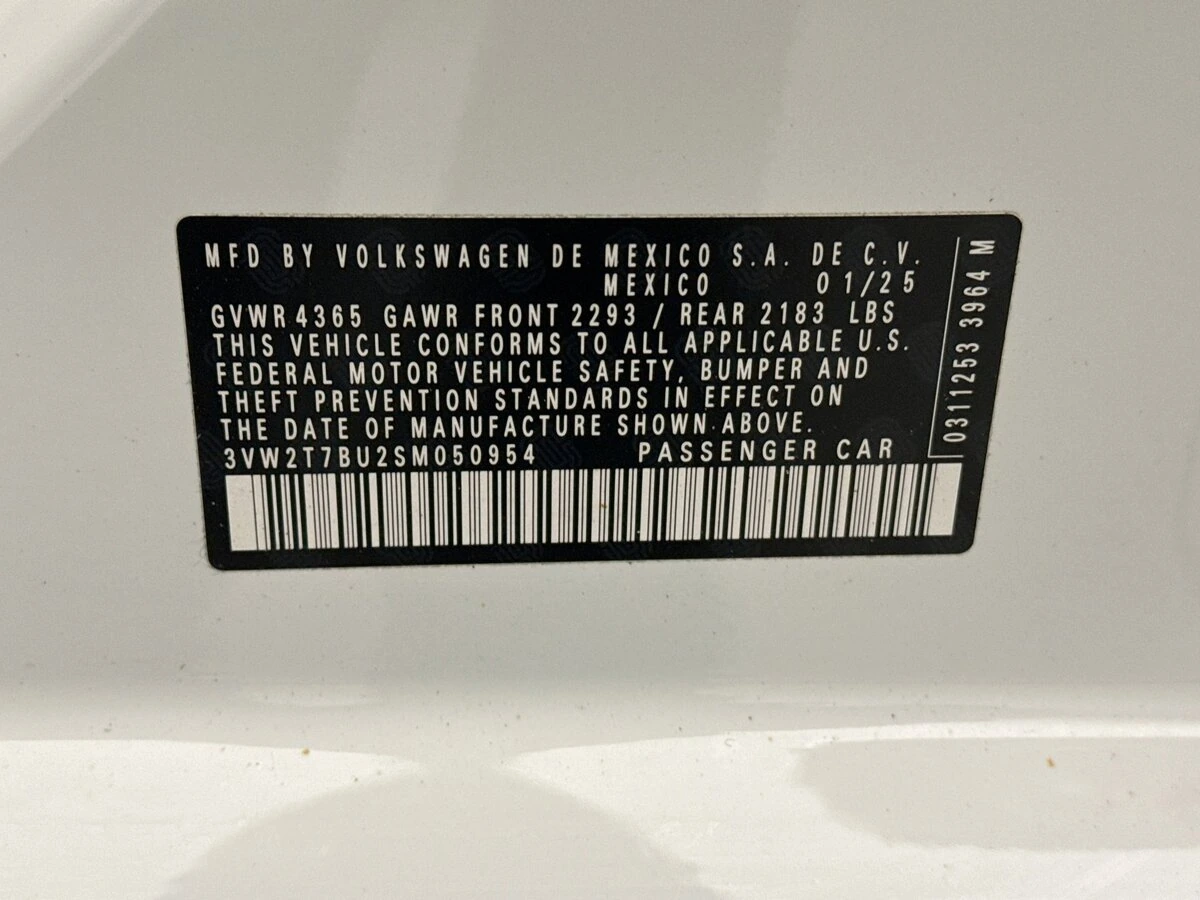 MFD BY VOLKSWAGEN DE MEXICO S.A. DE C.V.
MEXICO 01/25
GVWR 4365 GAWR FRONT 2293 / REAR 2183 LBS
THIS VEHICLE CONFORMS TO ALL APPLICABLE U.S.
FEDERAL MOTOR VEHICLE SAFETY, BUMPER AND
THEFT PREVENTION STANDARDS IN EFFECT ON
THE DATE OF MANUFACTURE SHOWN ABOVE.
3VW2T7BU2SM050954 PASSENGER CAR
0311253 3964 M